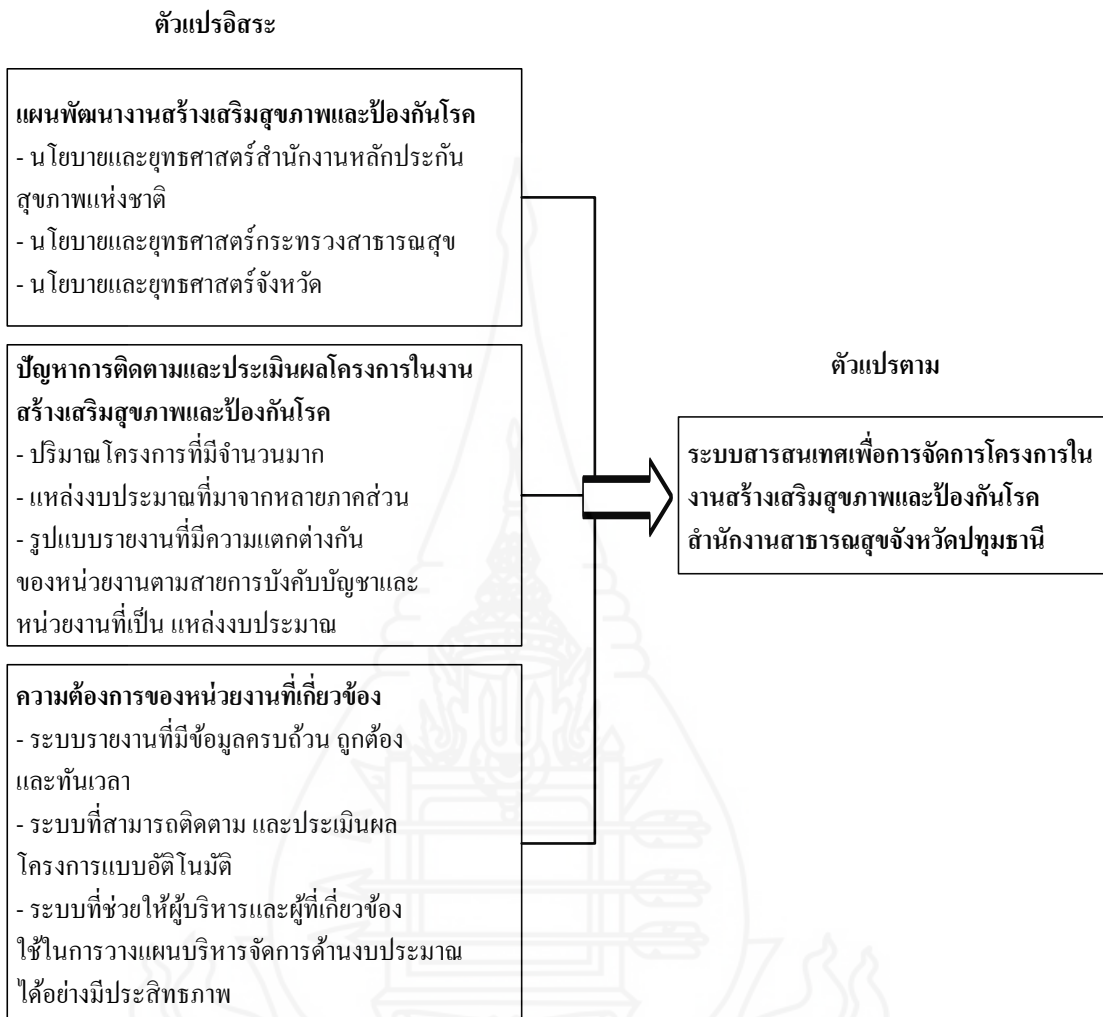 ตัวแปรอิสระ
แผนพัฒนางานสร้างเสริมสุขภาพและป้องกันโรค
- นโยบายและยุทธศาสตร์สำนักงานหลักประกัน
สุขภาพแห่งชาติ
- นโยบายและยุทธศาสตร์กระทรวงสาธารณสุข
- นโยบายและยุทธศาสตร์จังหวัด
ปัญหาการติดตามและประเมินผลโครงการในงาน
สร้างเสริมสุขภาพและป้องกันโรค
- ปริมาณโครงการที่มีจำนวนมาก
- แหล่งงบประมาณที่มาจากหลายภาคส่วน
- รูปแบบรายงานที่มีความแตกต่างกัน
ของหน่วยงานตามสายการบังคับบัญชาและ
หน่วยงานที่เป็น แหล่งงบประมาณ
ความต้องการของหน่วยงานที่เกี่ยวข้อง
- ระบบรายงานที่มีข้อมูลครบถ้วน ถูกต้อง
และทันเวลา
- ระบบที่สามารถติดตาม และประเมินผล
โครงการแบบอัติโนมัติ
- ระบบที่ช่วยให้ผู้บริหารและผู้ที่เกี่ยวข้อง
ใช้ในการวางแผนบริหารจัดการด้านงบประมาณ
ได้อย่างมีประสิทธภาพ
ตัวแปรตาม
ระบบสารสนเทศเพื่อการจัดการโครงการใน
งานสร้างเสริมสุขภาพและป้องกันโรค
สำนักงานสาธารณสุขจังหวัดปทุมธานี